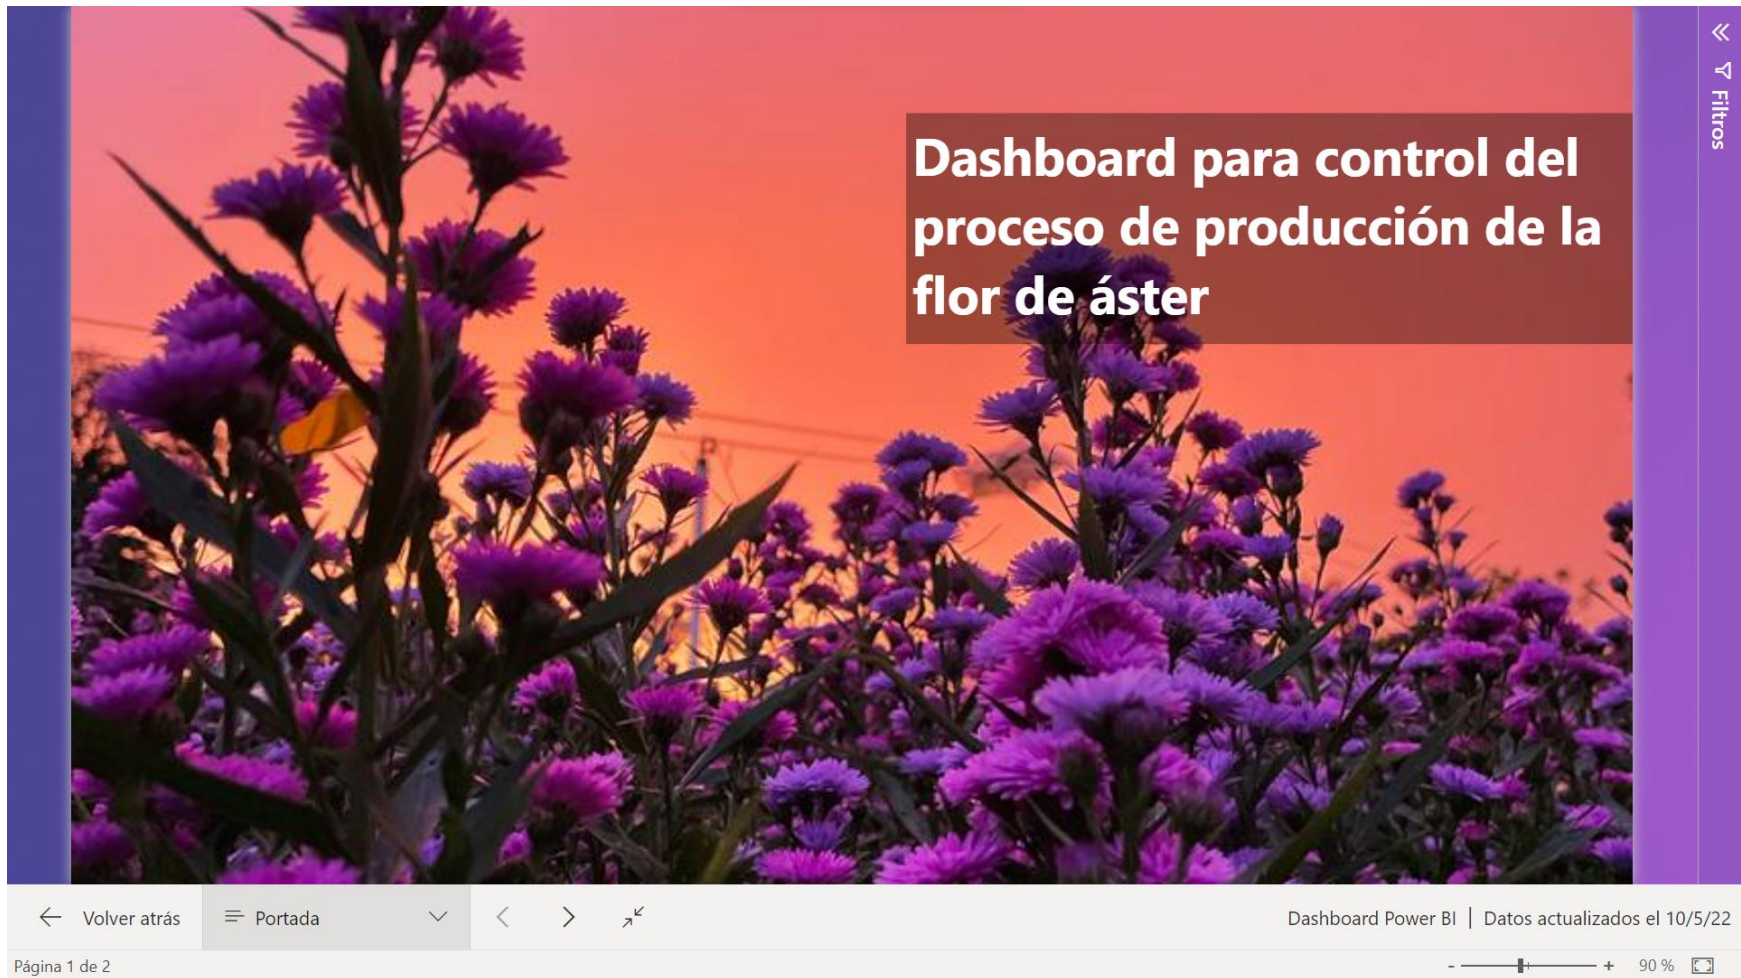 Filtros
Dashboard para control del
proceso de producción de la
flor de áster
Volver atrás
Portada
Dashboard Power BI | Datos actualizados el 10/5/22
Página 1 de 2
- + 90 %